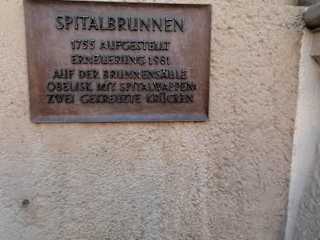 SPITALBRUNNEN
1755 AUFGESTELLT
ERNEUERUNG 1981
AUF DER BRUNNENSÄULE
OBELISK MIT SPITALWAPPEN:
ZWEI GEKREUZTE KRÜCKEN